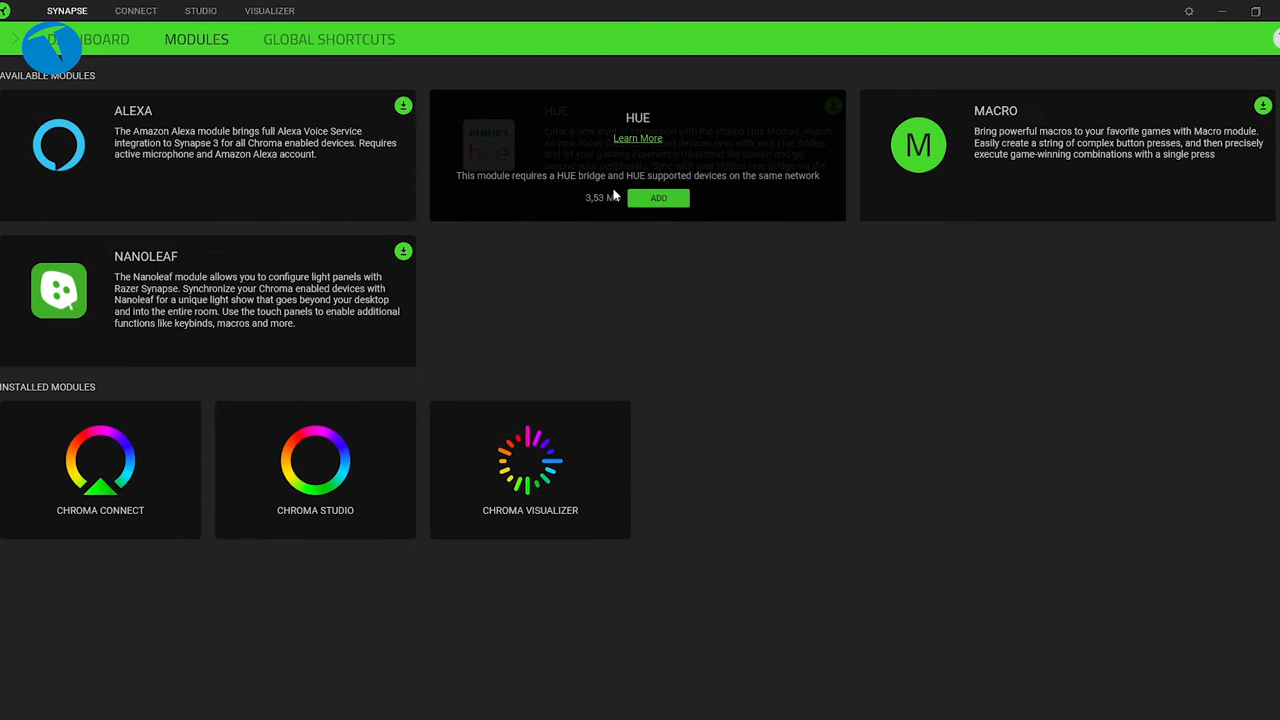 SYNAPSE CONNECT STUDIO VISUALIZER
BOARD MODULES GLOBAL SHORTCUTS
AVAILABLE MODULES
ALEXA
The Amazon Alexa module brings full Alexa Voice Service
integration to Synapse 3 for all Chroma enabled devices. Requires
active microphone and Amazon Alexa account.
PHILIPS
hue
HUE
HUE
Learn More
This module requires a HUE bridge and HUE supported devices on the same network
3,53 M
ADD
MACRO
M
Bring powerful macros to your favorite games with Macro module.
Easily create a string of complex button presses, and then precisely
execute game-winning combinations with a single press
NANOLEAF
The Nanoleaf module allows you to configure light panels with
Razer Synapse. Synchronize your Chroma enabled devices with
Nanoleaf for a unique light show that goes beyond your desktop
and into the entire room. Use the touch panels to enable additional
functions like keybinds, macros and more.
INSTALLED MODULES
CHROMA CONNECT
CHROMA STUDIO
CHROMA VISUALIZER